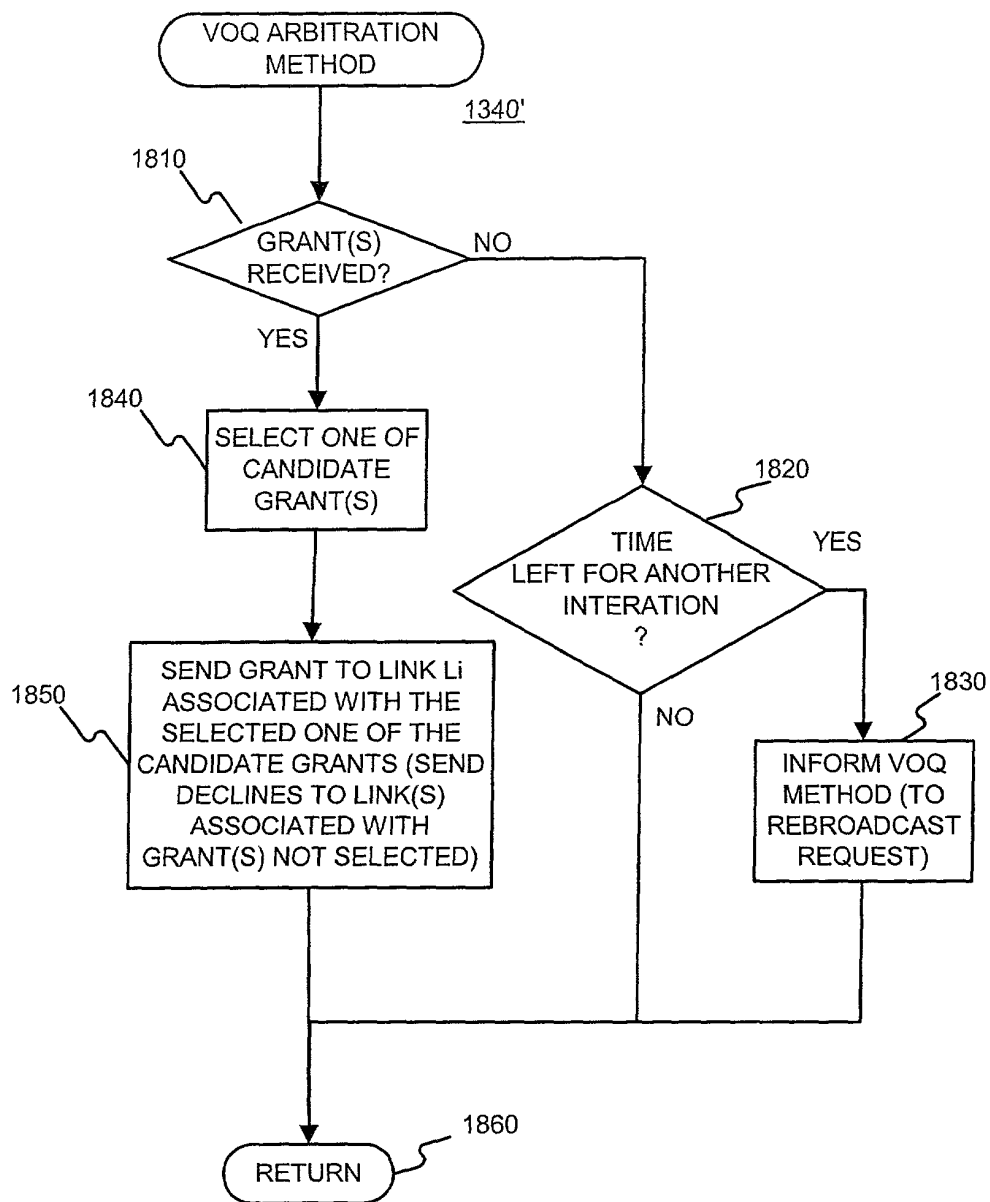 VOQ ARBITRATION
METHOD
1340'
1810
GRANT(S)
RECEIVED?
NO
YES
1840
SELECT ONE OF
CANDIDATE
GRANT(S)
1820
TIME
LEFT FOR ANOTHER
INTERATION
?
YES
NO
1850
SEND GRANT TO LINK Li
ASSOCIATED WITH THE
SELECTED ONE OF THE
CANDIDATE GRANTS (SEND
DECLINES TO LINK(S)
ASSOCIATED WITH
GRANT(S) NOT SELECTED)
1830
INFORM VOQ
METHOD (TO
REBROADCAST
REQUEST)
1860
RETURN